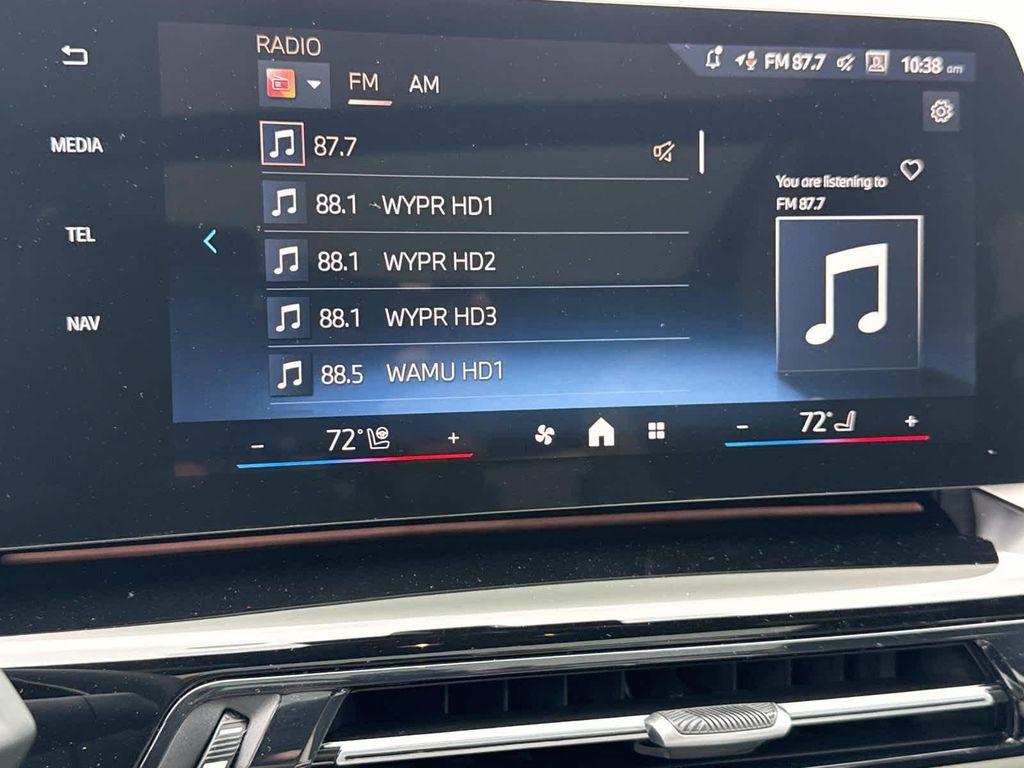 RADIO
FM AM
FM 87.7 10:38 am
MEDIA
TEL
NAV
87.7
88.1 WYPR HD1
88.1 WYPR HD2
88.1 WYPR HD3
88.5 WAMU HD1
You are listening to
FM 87.7
- 72° +
- 72° +